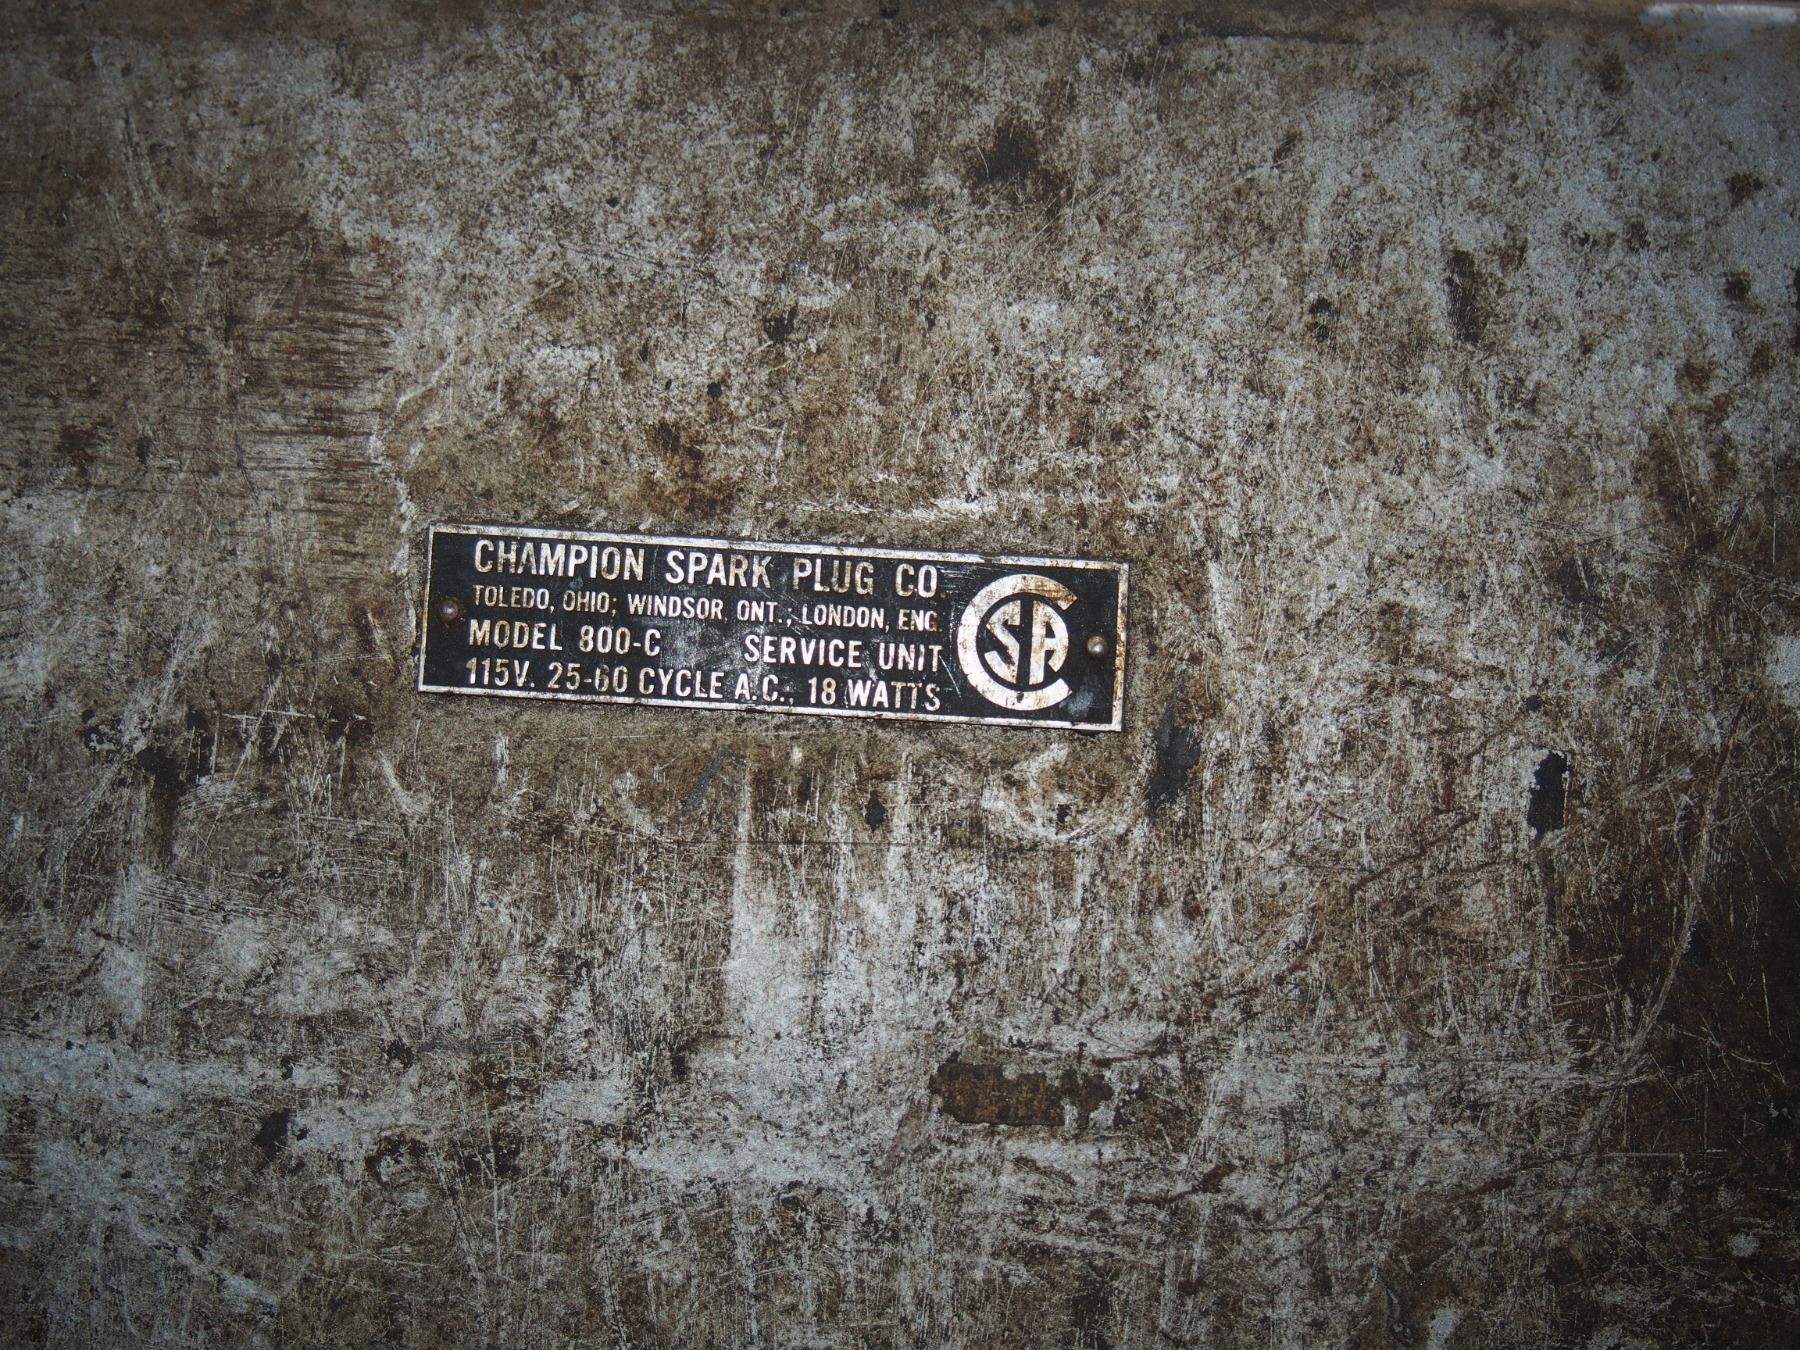 CHAMPION SPARK PLUG CO.
TOLEDO, OHIO; WINDSOR ONT.; LONDON, ENG.
MODEL 800-C SERVICE UNIT
115V. 25-60 CYCLE A.C., 18 WATTS
CSA